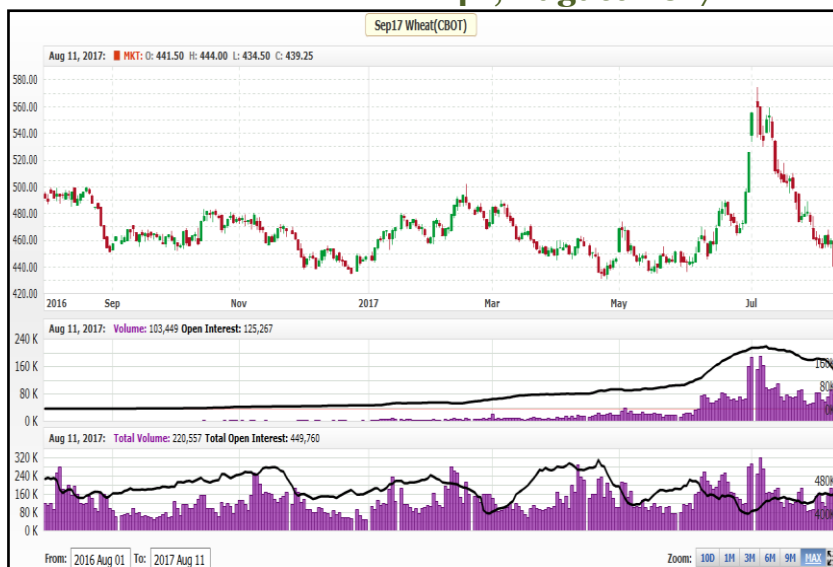 Sep17 Wheat(CBOT)
Aug 11, 2017: MKT: O: 441.50 H: 444.00 L: 434.50 C: 439.25
580.00
560.00
540.00
520.00
500.00
480.00
460.00
440.00
420.00
2016 Sep Nov 2017 Mar May Jul
Aug 11, 2017: Volume: 103,449 Open Interest: 125,267
240 K
160 K
80 K
0 K
160K
80K
0K
Aug 11, 2017: Total Volume: 220,557 Total Open Interest: 449,760
320 K
240 K
160 K
80 K
0 K
480K
400K
From: 2016 Aug 01 To: 2017 Aug 11
Zoom: 10D 1M 3M 6M 9M MAX